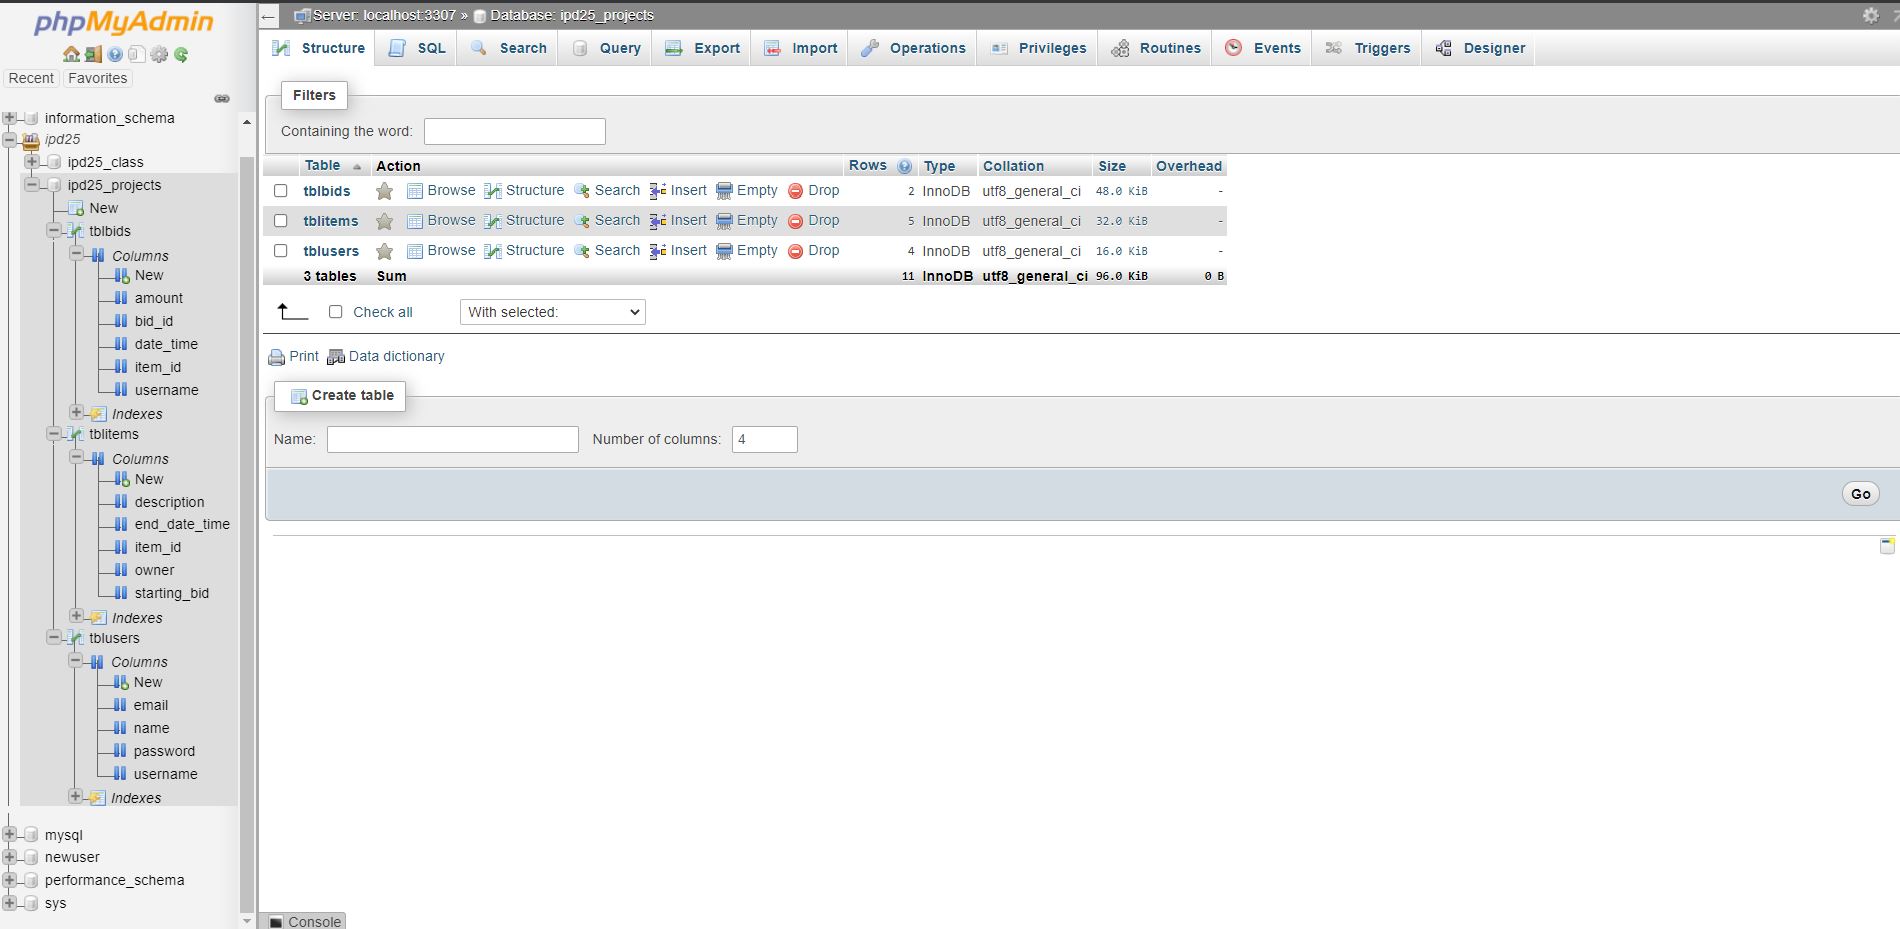 phpMyAdmin
Recent Favorites
information_schema
ipd25
ipd25_class
ipd25_projects
New
tblbids
Columns
New
amount
bid_id
date_time
item_id
username
Indexes
tblitems
Columns
New
description
end_date_time
item_id
owner
starting_bid
Indexes
tblusers
Columns
New
email
name
password
username
Indexes
mysql
newuser
performance_schema
sys
Server: localhost:3307 » Database: ipd25_projects
Structure SQL Search Query Export Import Operations Privileges Routines Events Triggers Designer
Filters
Containing the word:
Table Action Rows Type Collation Size Overhead
tblbids Browse Structure Search Insert Empty Drop 2 InnoDB utf8_general_ci 48.0 KiB -
tblitems Browse Structure Search Insert Empty Drop 5 InnoDB utf8_general_ci 32.0 KiB -
tblusers Browse Structure Search Insert Empty Drop 4 InnoDB utf8_general_ci 16.0 KiB -
3 tables Sum 11 InnoDB utf8_general_ci 96.0 KiB 0 B
Check all With selected:
Print Data dictionary
Create table
Name: Number of columns: 4
Go
Console